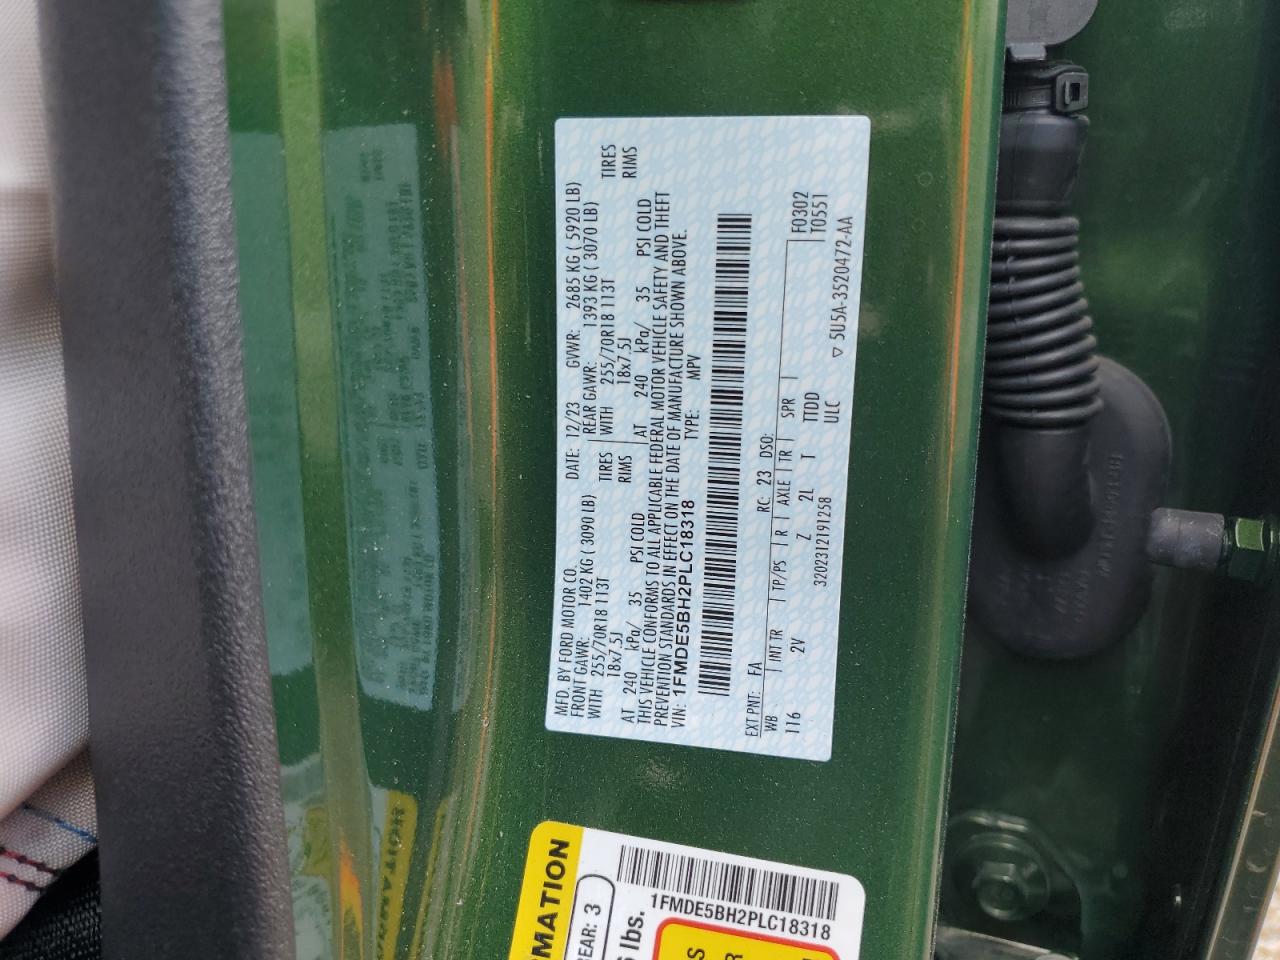 MFD. BY FORD MOTOR CO.
DATE: 12/23 GVWR: 2685 KG ( 5920 LB)
FRONT GAWR: 1402 KG ( 3090 LB)
REAR GAWR: 1393 KG ( 3070 LB)
WITH 255/70R18 113T TIRES
WITH 255/70R18 113T TIRES
18x7.5J RIMS
18x7.5J RIMS
AT 240 kPa/ 35 PSI COLD
AT 240 kPa/ 35 PSI COLD
THIS VEHICLE CONFORMS TO ALL APPLICABLE FEDERAL MOTOR VEHICLE SAFETY AND THEFT
PREVENTION STANDARDS IN EFFECT ON THE DATE OF MANUFACTURE SHOWN ABOVE.
VIN: 1FMDE5BH2PLC18318 TYPE: MPV
EXT PNT: FA RC: 23 DSO:
WB INT TR TP/PS R AXLE TR SPR F0302
116 2V Z 2L T TTDD T0551
320231219125​8 ULC
▽ 5U5A-3520472-AA
MATION
REAR: 3
lbs.
1FMDE5BH2PLC18318